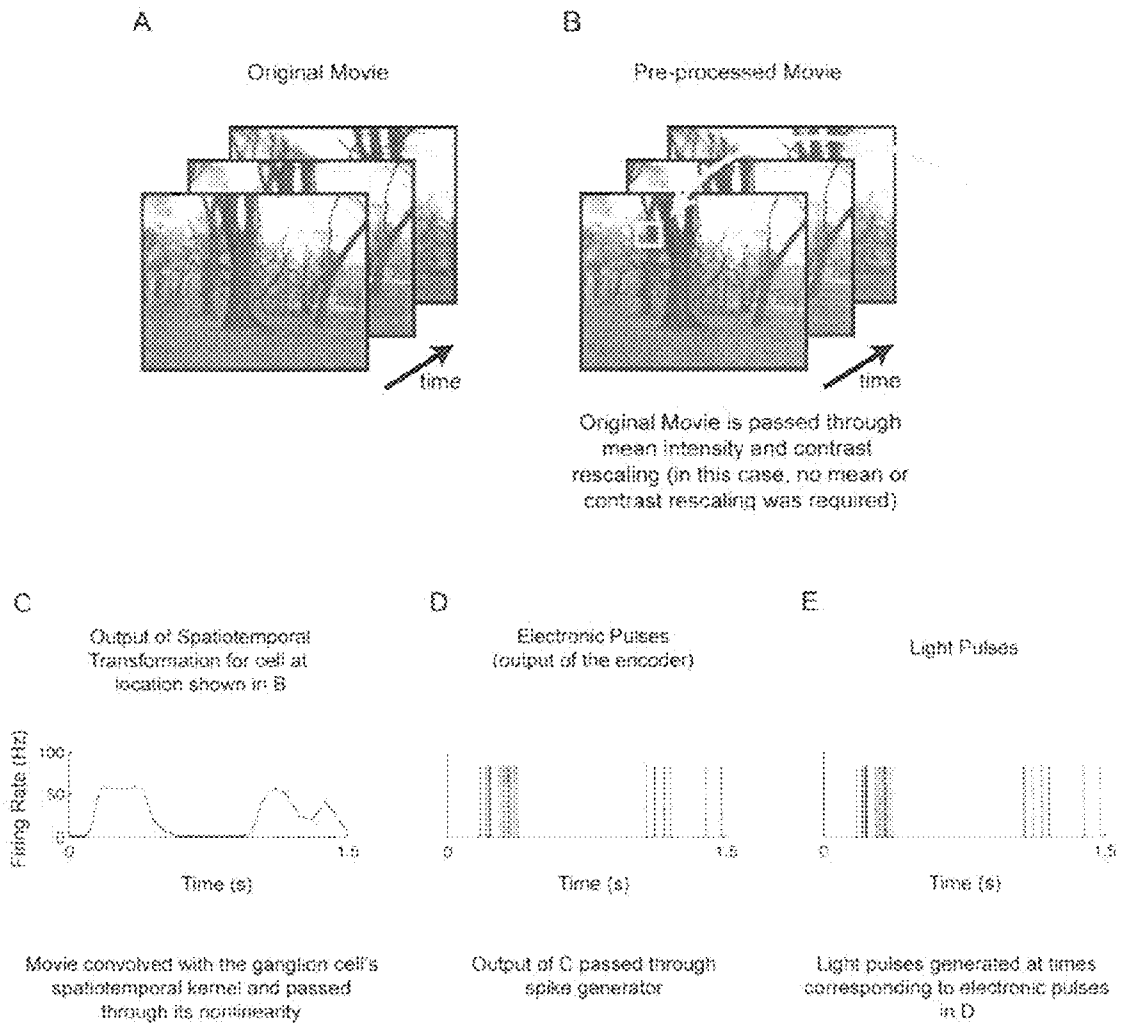 A
Original Movie
time
B
Pre-processed Movie
time
Original Movie is passed through
mean intensity and contrast
rescaling (in this case, no mean or
contrast rescaling was required)
C
Output of Spatiotemporal
Transformation for cell at
location shown in B
Firing Rate (Hz)
100
50
0
0
1.5
Time (s)
Movie convolved with the ganglion cell's
spatiotemporal kernel and passed
through its nonlinearity
D
Electronic Pulses
(output of the encoder)
0
1.5
Time (s)
Output of C passed through
spike generator
E
Light Pulses
0
1.5
Time (s)
Light pulses generated at times
corresponding to electronic pulses
in D